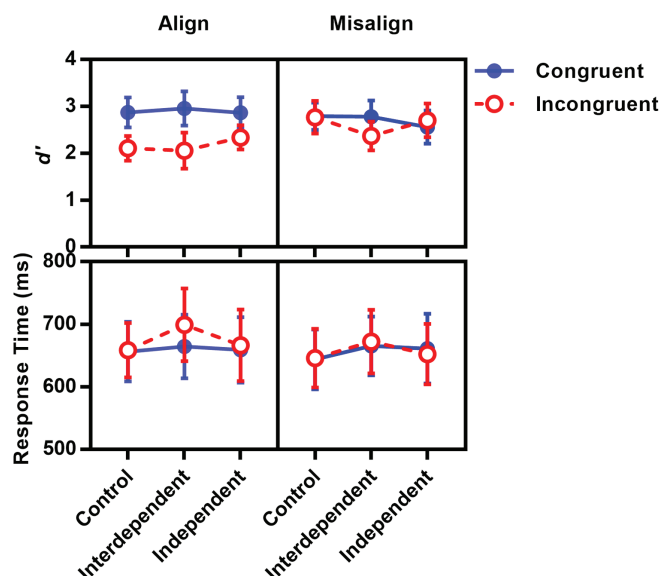 Align Misalign
Congruent
Incongruent
d'
4
3
2
1
0
Response Time (ms)
800
700
600
500
Control
Interdependent
Independent
Control
Interdependent
Independent